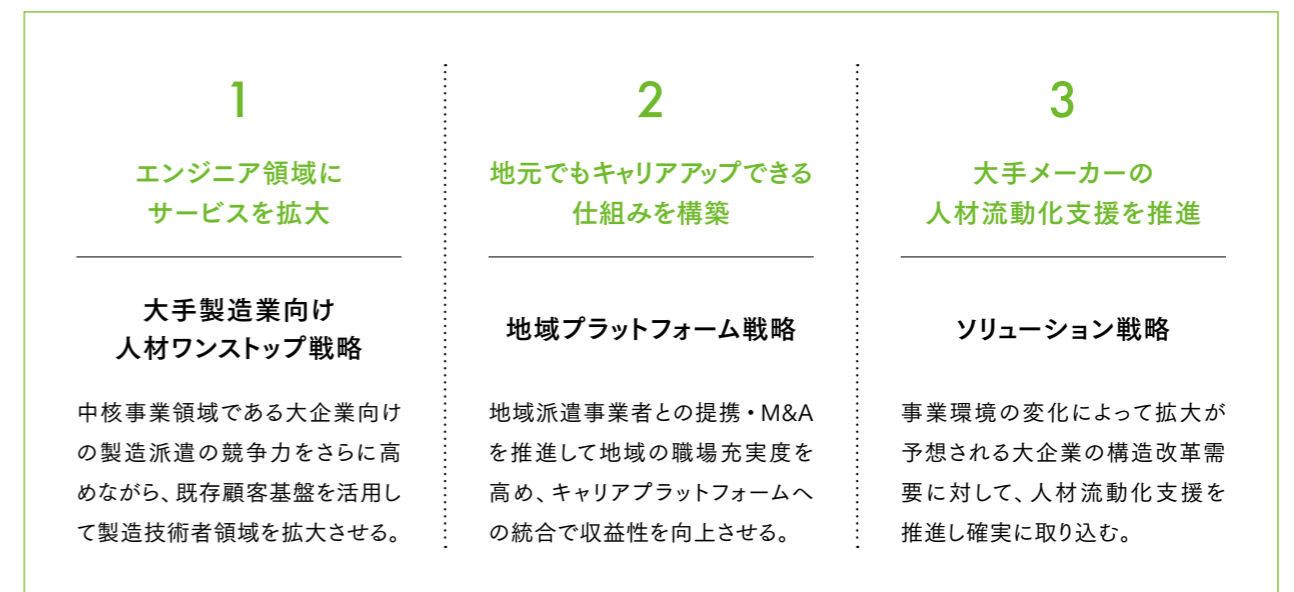 1
エンジニア領域に
サービスを拡大
大手製造業向け
人材ワンストップ戦略
中核事業領域である大企業向け
の製造派遣の競争力をさらに高
めながら、既存顧客基盤を活用し
て製造技術者領域を拡大させる。
2
地元でもキャリアアップできる
仕組みを構築
地域プラットフォーム戦略
地域派遣事業者との提携・M&A
を推進して地域の職場充実度を
高め、キャリアプラットフォームへ
の統合で収益性を向上させる。
3
大手メーカーの
人材流動化支援を推進
ソリューション戦略
事業環境の変化によって拡大が
予想される大企業の構造改革需
要に対して、人材流動化支援を
推進し確実に取り込む。